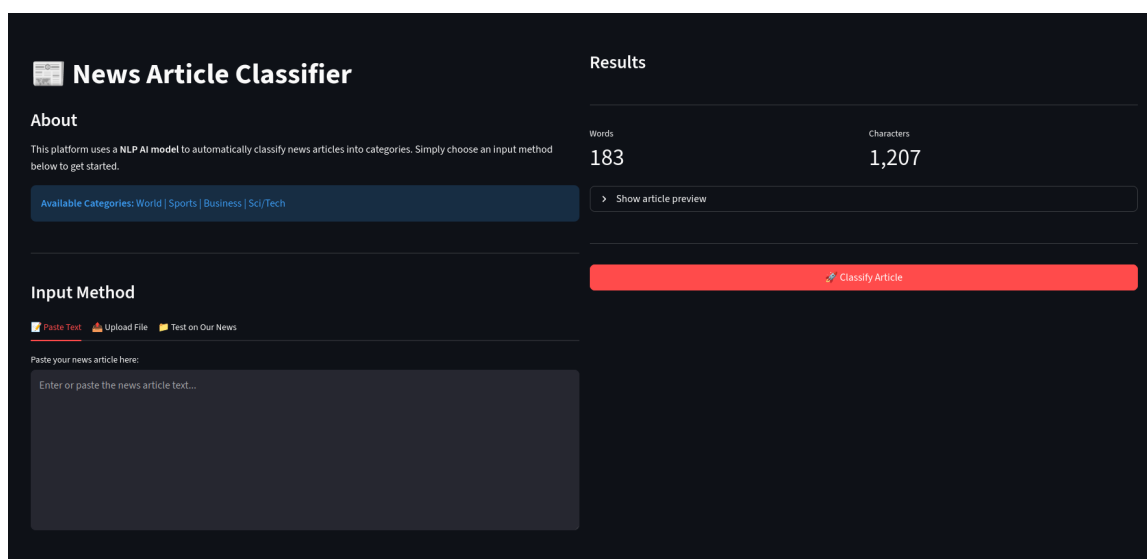 News Article Classifier
About
This platform uses a NLP AI model to automatically classify news articles into categories. Simply choose an input method
below to get started.
Available Categories: World | Sports | Business | Sci/Tech
Input Method
Paste Text Upload File Test on Our News
Paste your news article here:
Enter or paste the news article text...
Results
Words Characters
183 1,207
Show article preview
Classify Article